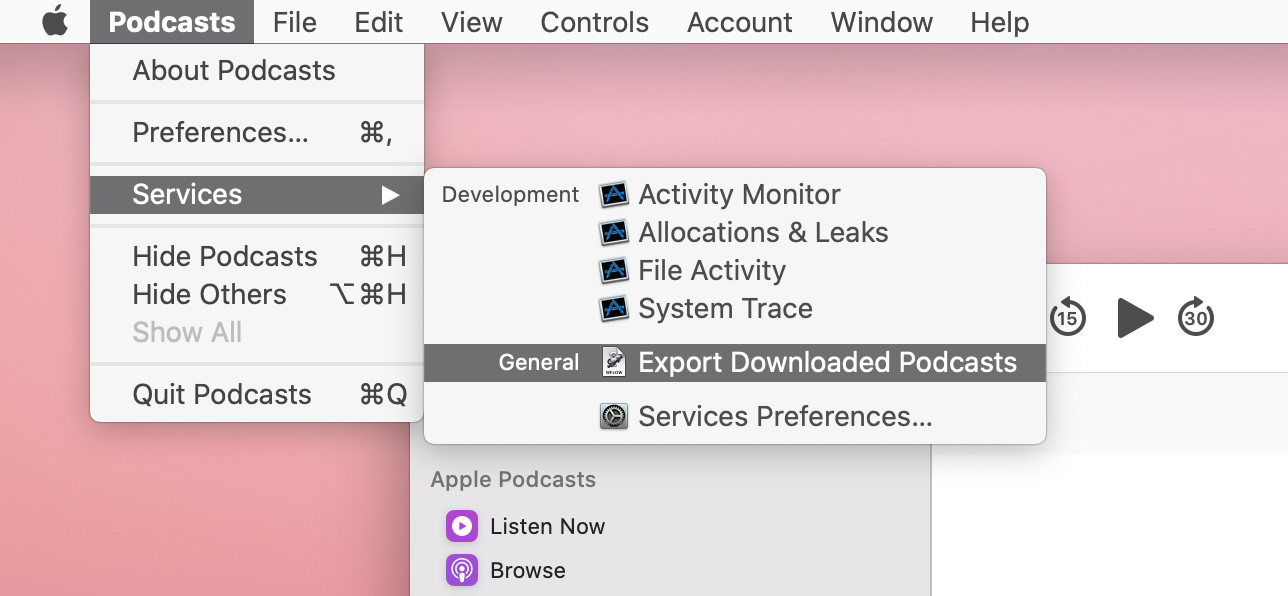 Podcasts File Edit View Controls Account Window Help
About Podcasts
Preferences... ⌘,
Services ▶
Development Activity Monitor
Allocations & Leaks
File Activity
System Trace
General Export Downloaded Podcasts
Services Preferences...
Hide Podcasts ⌘H
Hide Others ⌥⌘H
Show All
Quit Podcasts ⌘Q
15 30
Apple Podcasts
Listen Now
Browse